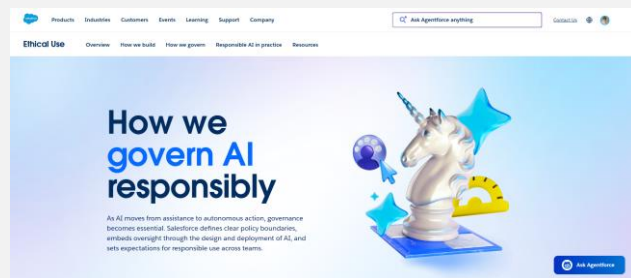 salesforce
Products Industries Customers Events Learning Support Company
Ask Agentforce anything
Contact Us
Ethical Use
Overview How we build How we govern Responsible AI in practice Resources
How we
govern AI
responsibly
As AI moves from assistance to autonomous action, governance
becomes essential. Salesforce defines clear policy boundaries,
embeds oversight through the design and deployment of AI, and
sets expectations for responsible use across teams.
Ask Agentforce